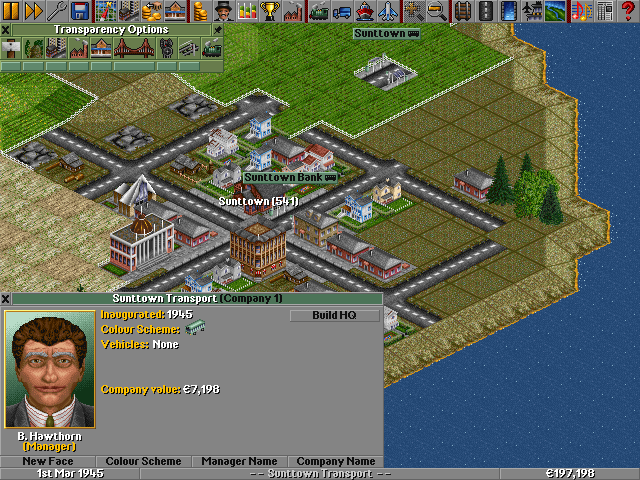 Transparency Options
Sunttown
Sunttown Bank
Sunttown (541)
Sunttown Transport (Company 1)
Inaugurated: 1945
Build HQ
Colour Scheme:
Vehicles: None
Company value: €7,198
B. Hawthorn
(Manager)
New Face
Colour Scheme
Manager Name
Company Name
1st Mar 1945
-- Sunttown Transport --
€197,198